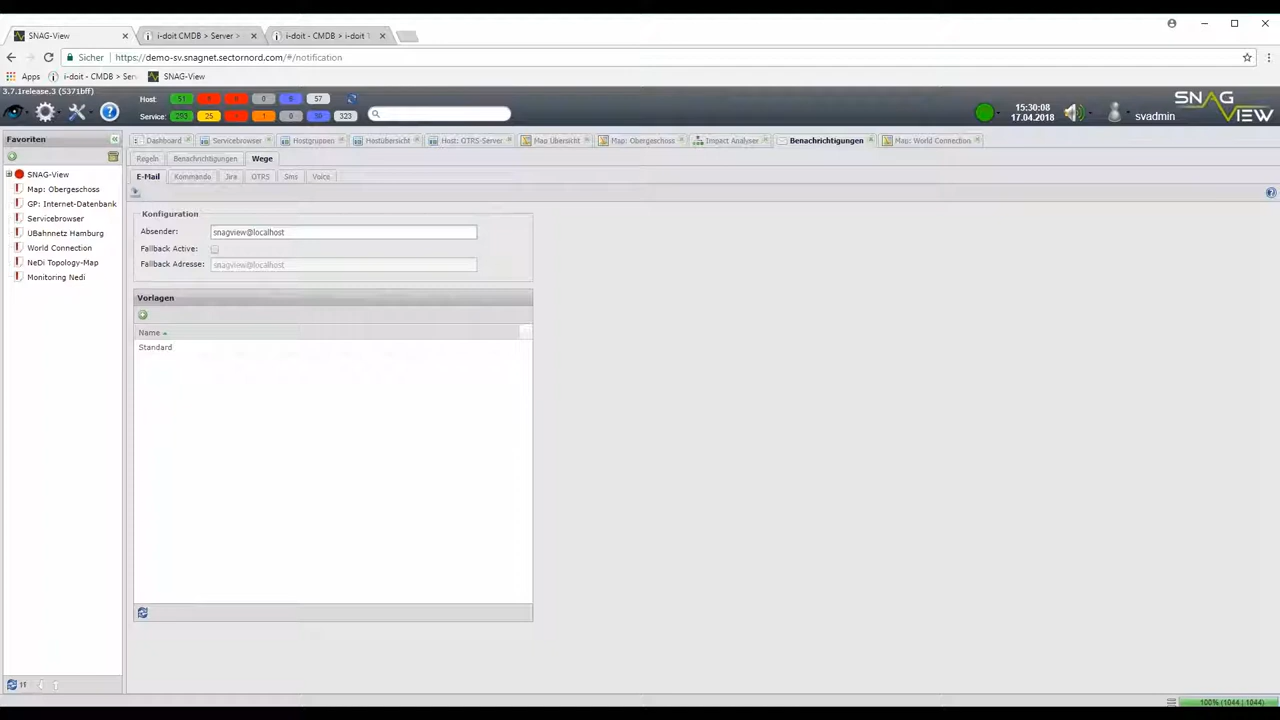 SNAG-View
i-doit CMDB > Server >
i-doit - CMDB > i-doit
Sicher https://demo-sv.snagnet.sectornord.com/#/notification
Apps i-doit - CMDB > Serv SNAG-View
3.7.1release.3 (5371bff)
Host:
Service:
51
0
57
293 25 1 0 323
15:30:08
17.04.2018
svadmin
SNAG
VIEW
Favoriten
Dashboard Servicebrowser Hostgruppen Hostübersicht Host: OTRS-Server Map Übersicht Map: Obergeschoss Impact Analyser Benachrichtigungen Map: World Connection
Regeln Benachrichtigungen Wege
E-Mail Kommando Jira OTRS Sms Voice
SNAG-View
Map: Obergeschoss
GP: Internet-Datenbank
Servicebrowser
UBahnnetz Hamburg
World Connection
NeDi Topology-Map
Monitoring Nedi
Konfiguration
Absender: snagview@localhost
Fallback Active:
Fallback Adresse: snagview@localhost
Vorlagen
Name
Standard
100% (1044 | 1044)